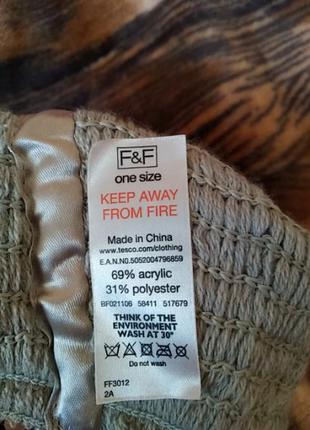 F&F
one size
KEEP AWAY
FROM FIRE
Made in China
www.tesco.com/clothing
E.A.N.N0.5052004796859
69% acrylic
31% polyester
BF021106 58411 517679
THINK OF THE
ENVIRONMENT
WASH AT 30°
Do not wash
FF3012
2A